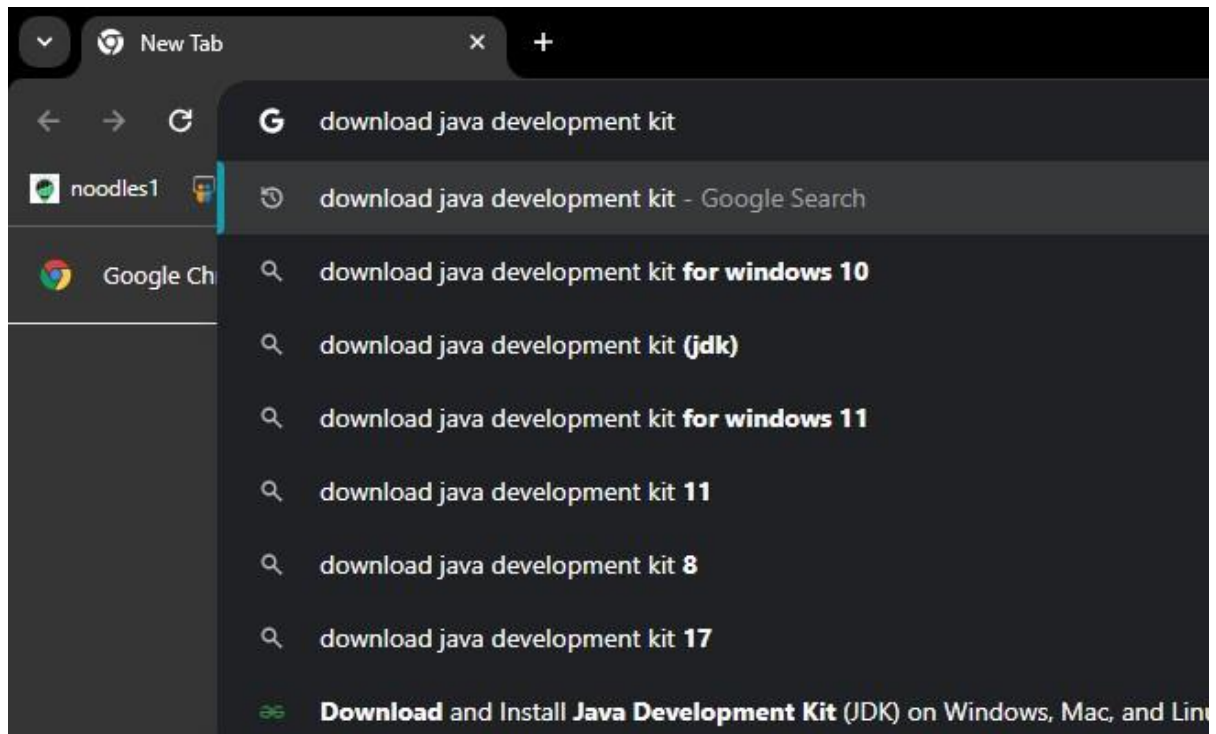 New Tab
download java development kit
noodles1
download java development kit - Google Search
download java development kit for windows 10
Google Ch
download java development kit (jdk)
download java development kit for windows 11
download java development kit 11
download java development kit 8
download java development kit 17
Download and Install Java Development Kit (JDK) on Windows, Mac, and Linu